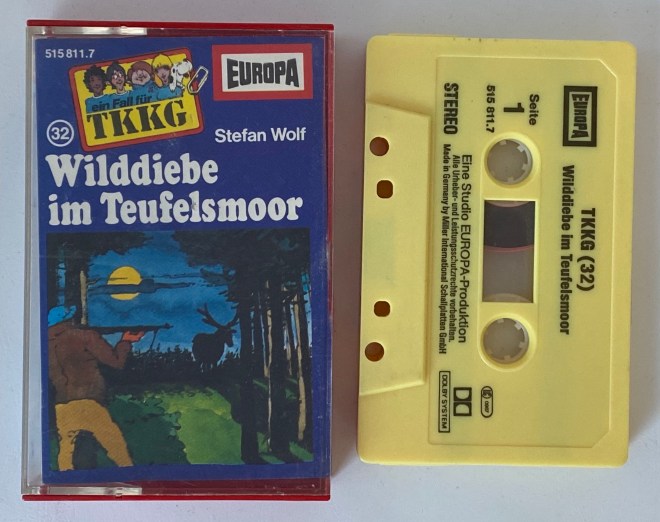 515 811.7
ein Fall für
TKKG
EUROPA
32
Stefan Wolf
Wilddiebe
im Teufelsmoor
EUROPA
TKKG (32)
Wilddiebe im Teufelsmoor
Seite
1
515 811.7
STEREO
Eine Studio EUROPA-Produktion
Alle Urheber- und Leistungsschutzrechte vorbehalten.
Made in Germany by Miller International Schallplatten GmbH
DOLBY SYSTEM